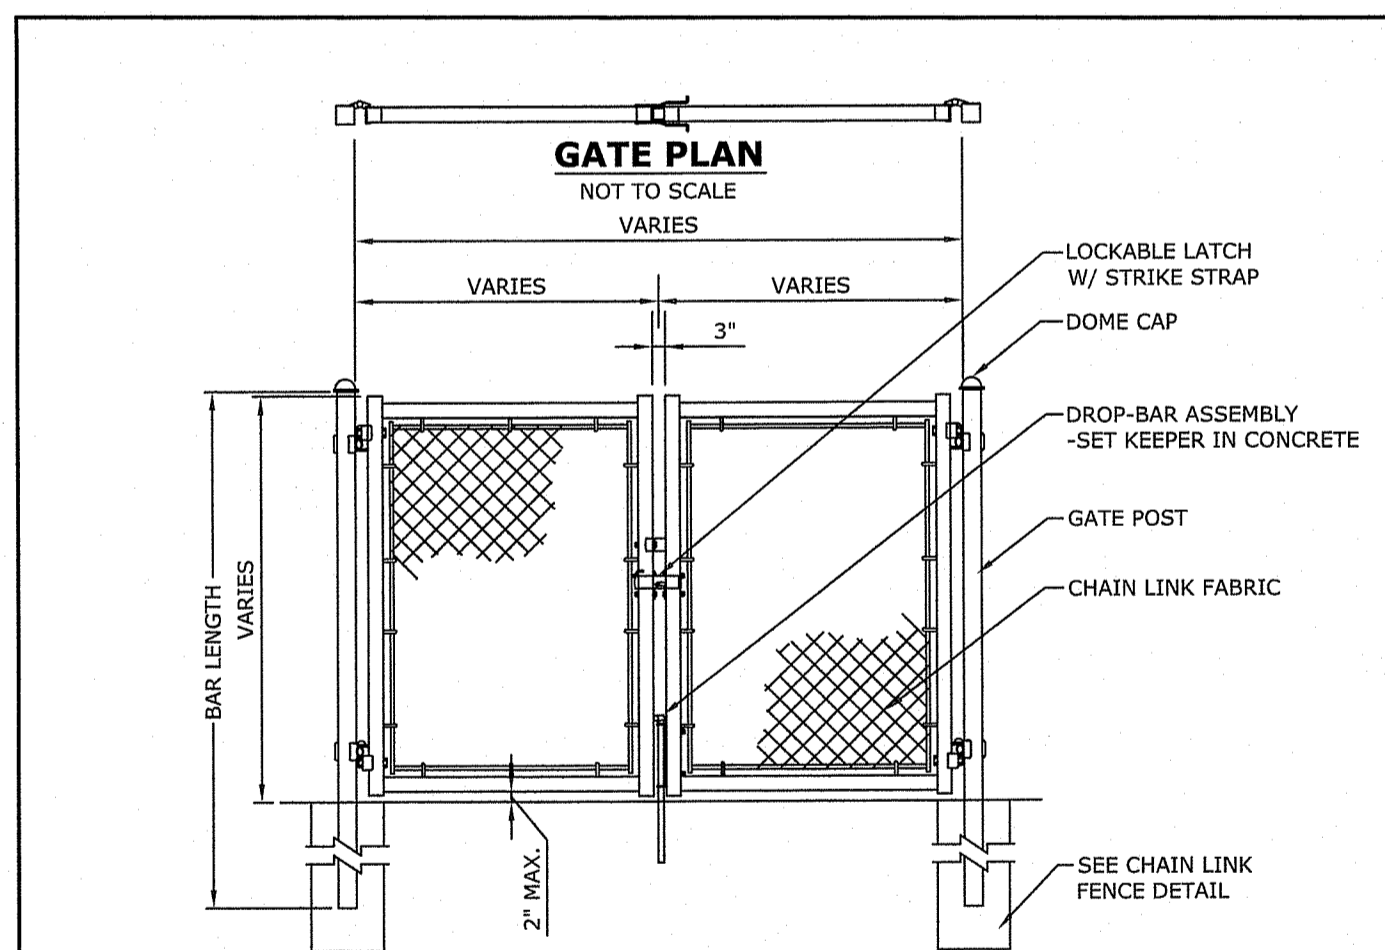 GATE PLAN
NOT TO SCALE
VARIES
VARIES
VARIES
3"
LOCKABLE LATCH
W/ STRIKE STRAP
DOME CAP
DROP-BAR ASSEMBLY
-SET KEEPER IN CONCRETE
GATE POST
CHAIN LINK FABRIC
BAR LENGTH
VARIES
2" MAX.
SEE CHAIN LINK
FENCE DETAIL